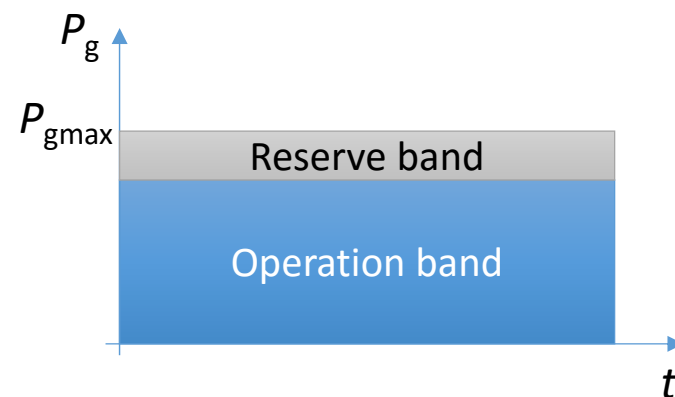 Pg
Pgmax
Reserve band
Operation band
t